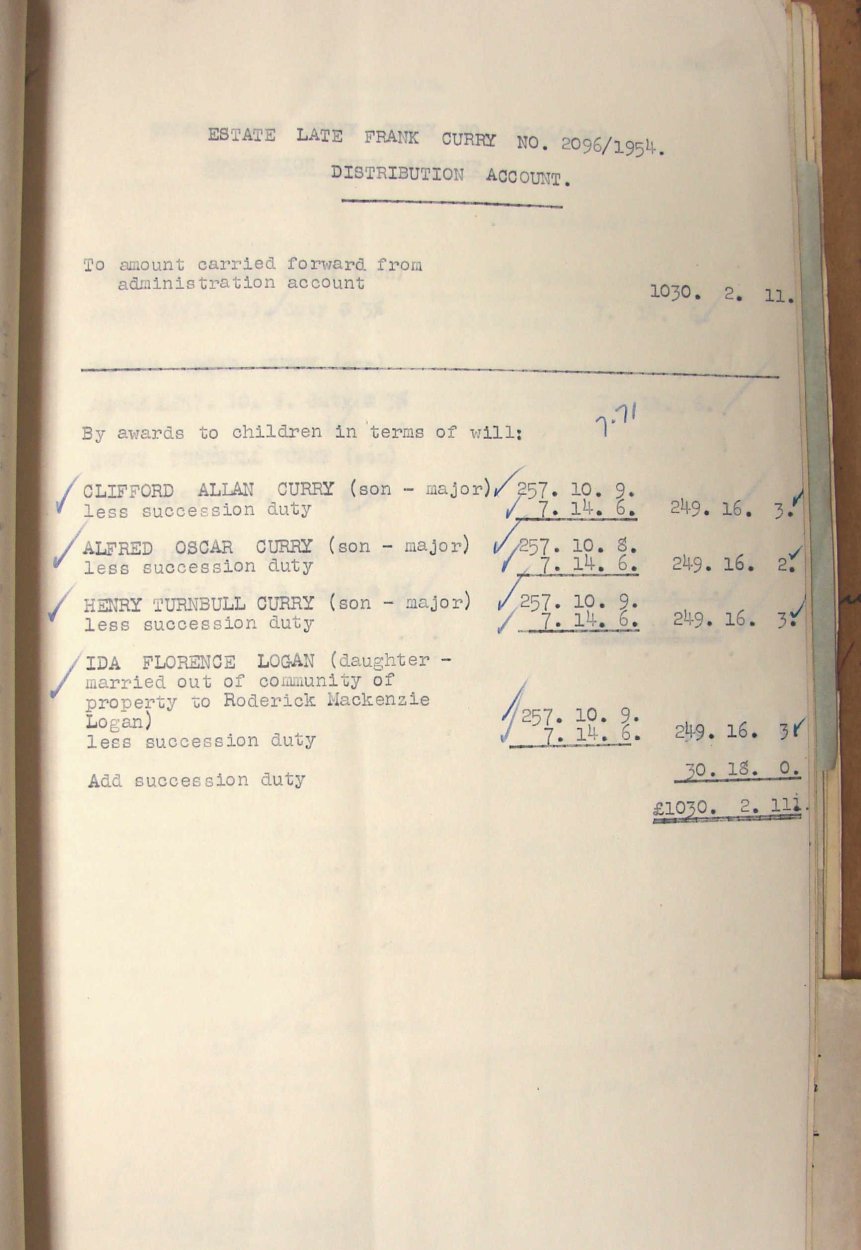 ESTATE LATE FRANK CURRY NO. 2096/1954.
DISTRIBUTION ACCOUNT.
To amount carried forward from
administration account 1030. 2. 11.
By awards to children in terms of will:
CLIFFORD ALLAN CURRY (son - major) 257. 10. 9.
less succession duty 7. 14. 6. 249. 16. 3.
ALFRED OSCAR CURRY (son - major) 257. 10. 8.
less succession duty 7. 14. 6. 249. 16. 2.
HENRY TURNBULL CURRY (son - major) 257. 10. 9.
less succession duty 7. 14. 6. 249. 16. 3.
IDA FLORENCE LOGAN (daughter -
married out of community of
property to Roderick Mackenzie
Logan) 257. 10. 9.
less succession duty 7. 14. 6. 249. 16. 3
Add succession duty 30. 18. 0.
£1030. 2. 11.